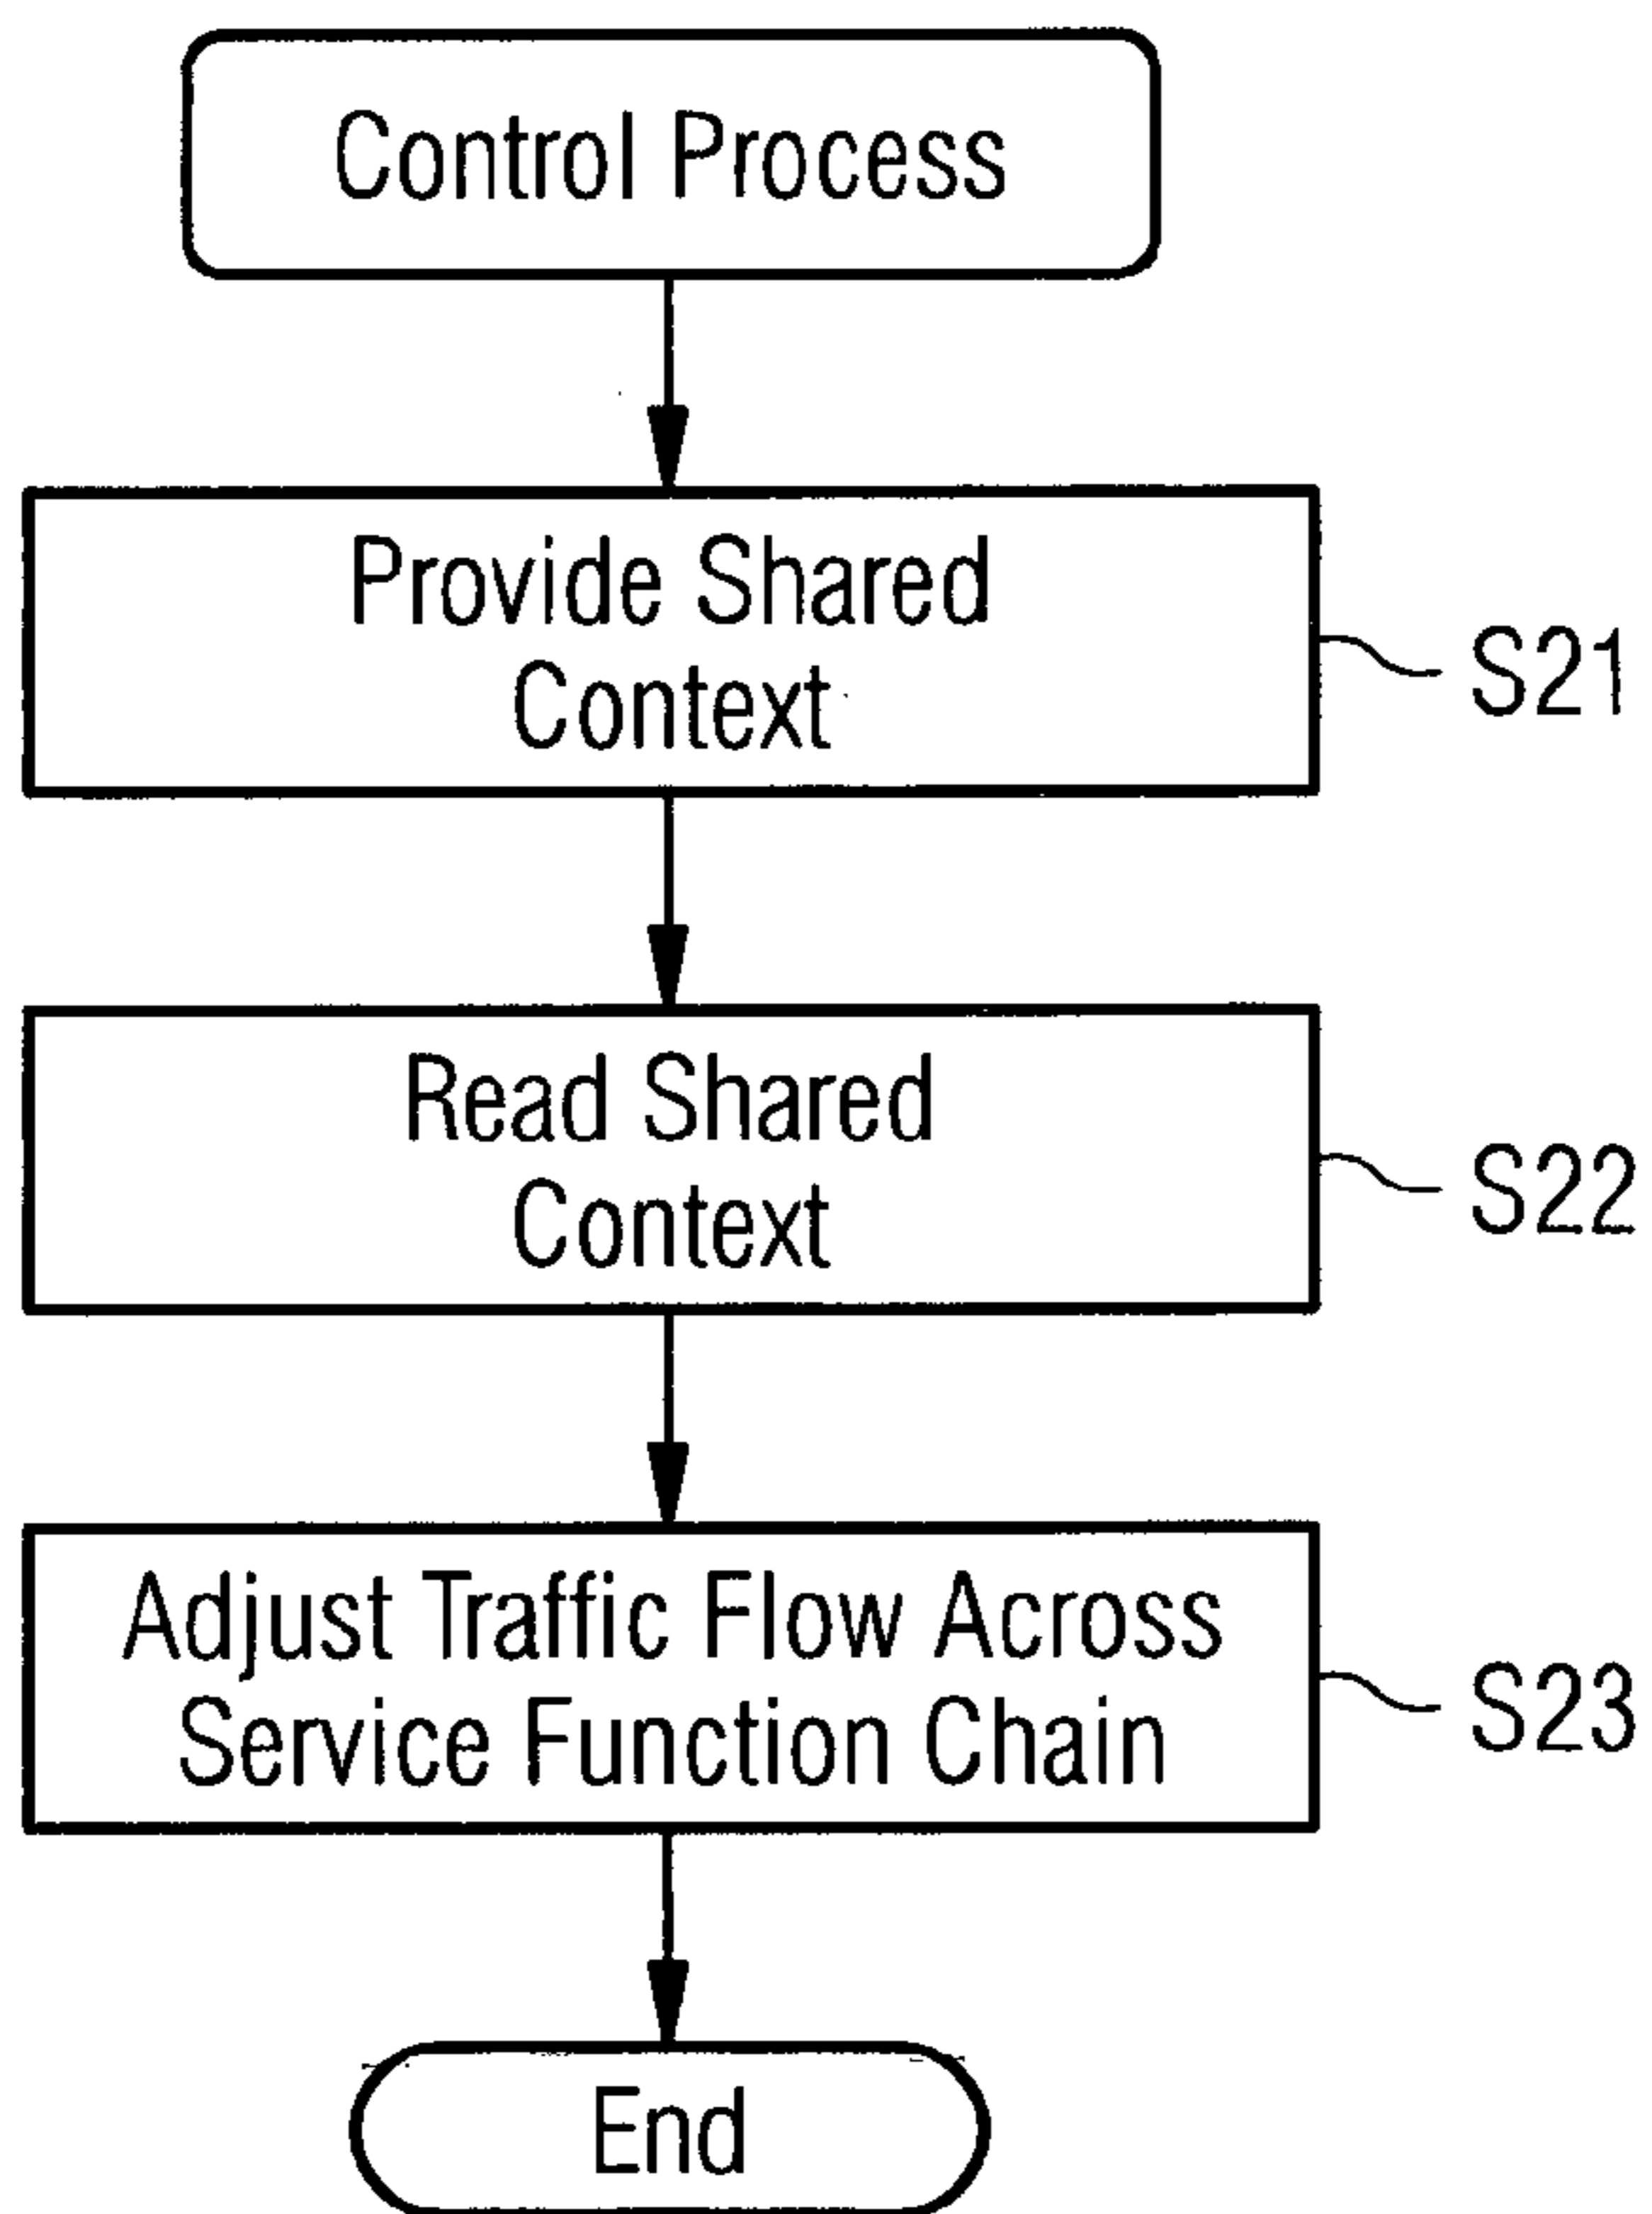 Control Process
Provide Shared
Context
S21
Read Shared
Context
S22
Adjust Traffic Flow Across
Service Function Chain
S23
End